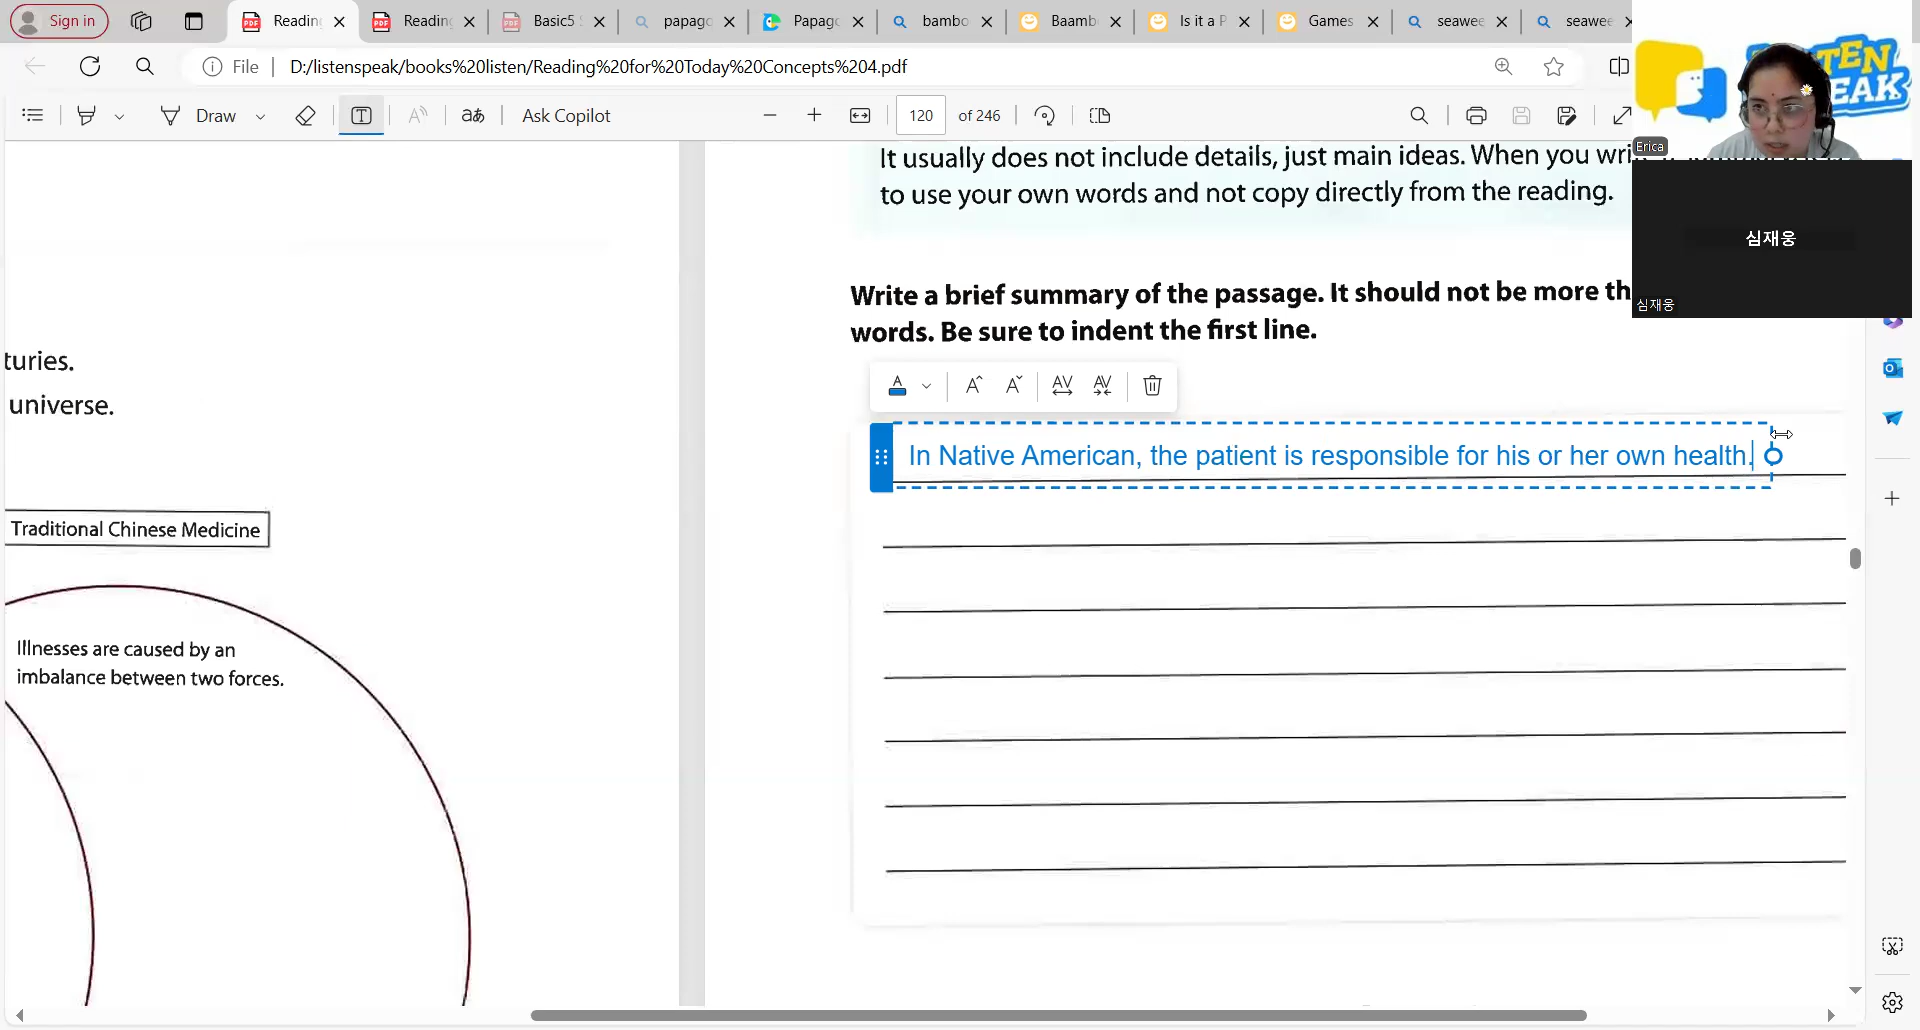 Sign in
Reading
Reading
Basic5 S
papago
Papago
bambo
Baamb
Is it a P
Games
seawee
seawee
File
D:/listenspeak/books%20listen/Reading%20for%20Today%20Concepts%204.pdf
Draw
aあ
Ask Copilot
120 of 246
EAK
Erica
심재웅
심재웅
It usually does not include details, just main ideas. When you wri
to use your own words and not copy directly from the reading.
Write a brief summary of the passage. It should not be more th
words. Be sure to indent the first line.
In Native American, the patient is responsible for his or her own health.
turies.
universe.
Traditional Chinese Medicine
Illnesses are caused by an
imbalance between two forces.